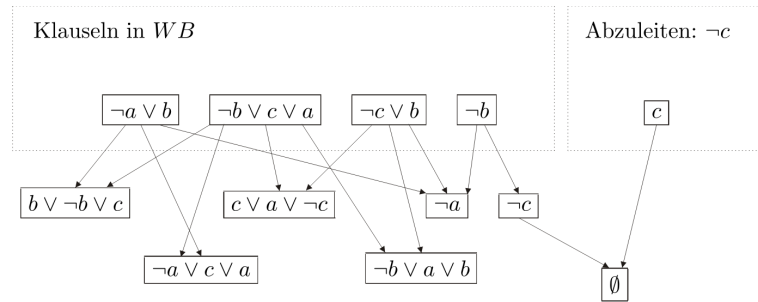 Klauseln in WB
Abzuleiten: ¬c
¬a ∨ b
¬b ∨ c ∨ a
¬c ∨ b
¬b
c
b ∨ ¬b ∨ c
c ∨ a ∨ ¬c
¬a
¬c
¬a ∨ c ∨ a
¬b ∨ a ∨ b
∅